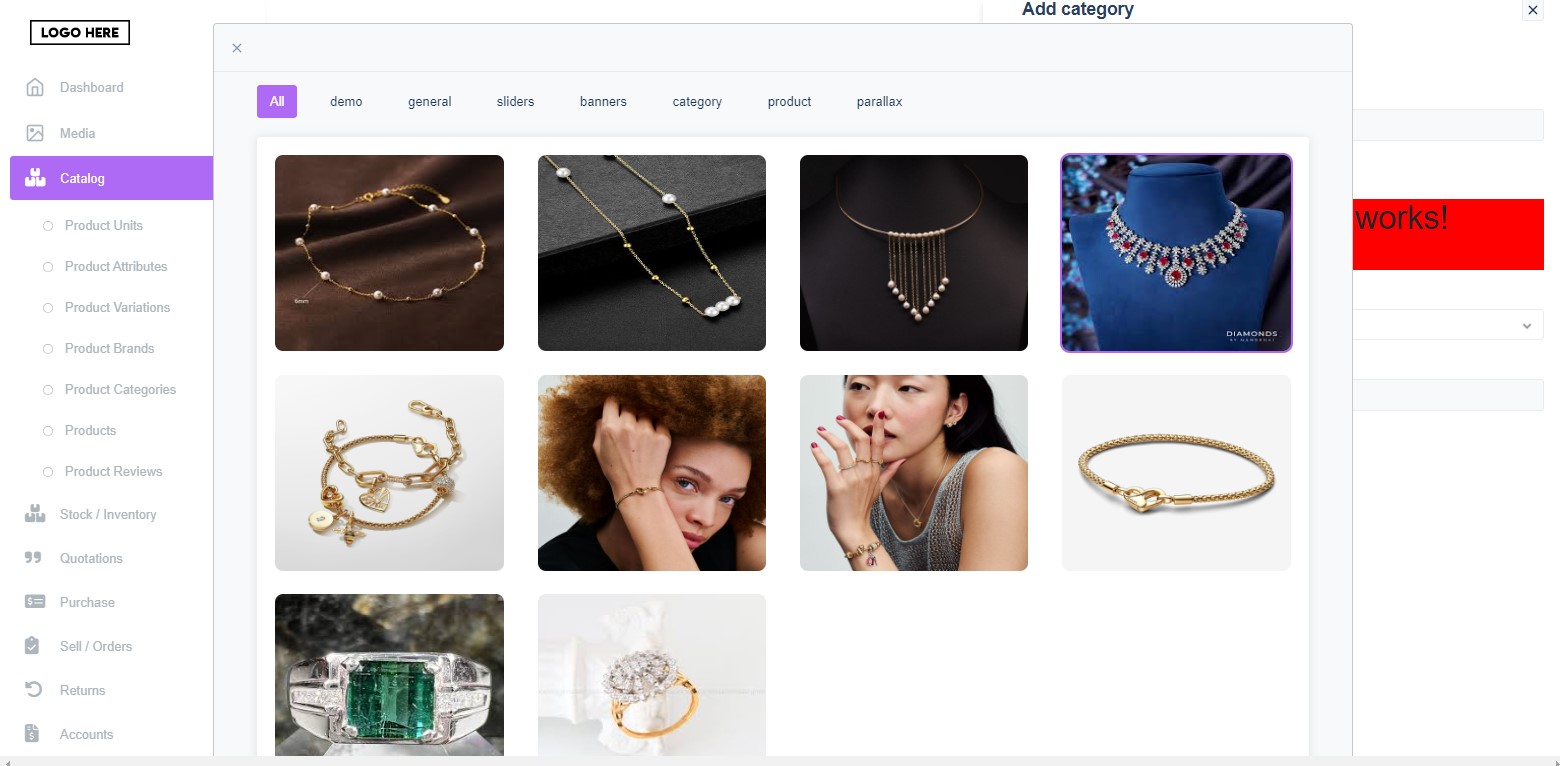 LOGO HERE
Dashboard
Media
Catalog
Product Units
Product Attributes
Product Variations
Product Brands
Product Categories
Products
Product Reviews
Stock / Inventory
Quotations
Purchase
Sell / Orders
Returns
Accounts
Add category
All demo general sliders banners category product parallax
6mm
DIAMONDS
works!